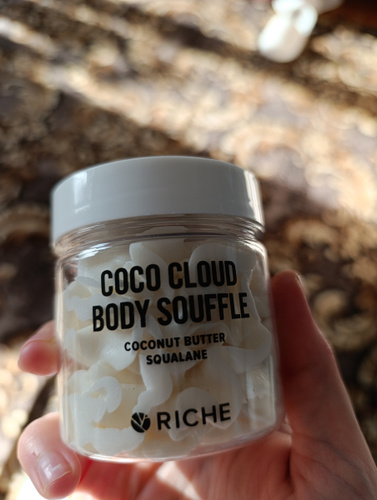 COCO CLOUD
BODY SOUFFLE
COCONUT BUTTER
SQUALANE
RICHE